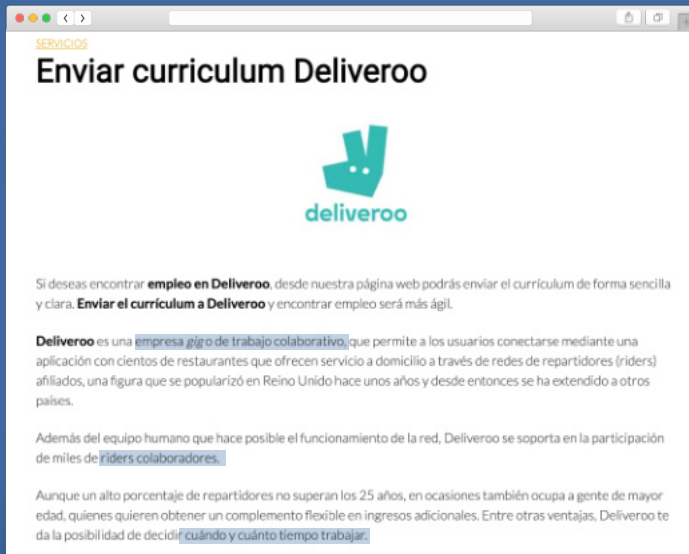 SERVICIOS
Enviar curriculum Deliveroo
deliveroo
Si deseas encontrar empleo en Deliveroo, desde nuestra página web podrás enviar el currículum de forma sencilla
y clara. Enviar el currículum a Deliveroo y encontrar empleo será más ágil.
Deliveroo es una empresa gig o de trabajo colaborativo, que permite a los usuarios conectarse mediante una
aplicación con cientos de restaurantes que ofrecen servicio a domicilio a través de redes de repartidores (riders)
afiliados, una figura que se popularizó en Reino Unido hace unos años y desde entonces se ha extendido a otros
países.
Además del equipo humano que hace posible el funcionamiento de la red, Deliveroo se soporta en la participación
de miles de riders colaboradores.
Aunque un alto porcentaje de repartidores no superan los 25 años, en ocasiones también ocupa a gente de mayor
edad, quienes quieren obtener un complemento flexible en ingresos adicionales. Entre otras ventajas, Deliveroo te
da la posibilidad de decidir cuándo y cuánto tiempo trabajar.